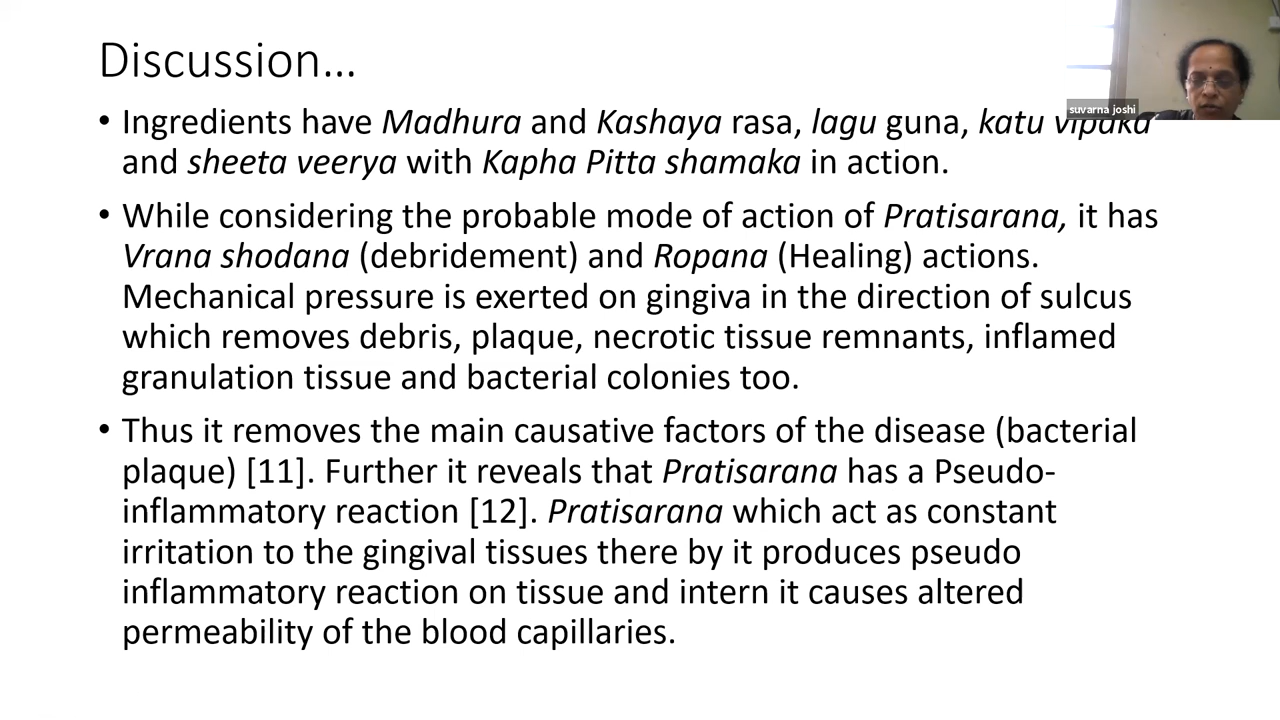 Discussion…
suvarna joshi
• Ingredients have Madhura and Kashaya rasa, lagu guna, katu vipaka
and sheeta veerya with Kapha Pitta shamaka in action.
• While considering the probable mode of action of Pratisarana, it has
Vrana shodana (debridement) and Ropana (Healing) actions.
Mechanical pressure is exerted on gingiva in the direction of sulcus
which removes debris, plaque, necrotic tissue remnants, inflamed
granulation tissue and bacterial colonies too.
• Thus it removes the main causative factors of the disease (bacterial
plaque) [11]. Further it reveals that Pratisarana has a Pseudo-
inflammatory reaction [12]. Pratisarana which act as constant
irritation to the gingival tissues there by it produces pseudo
inflammatory reaction on tissue and intern it causes altered
permeability of the blood capillaries.